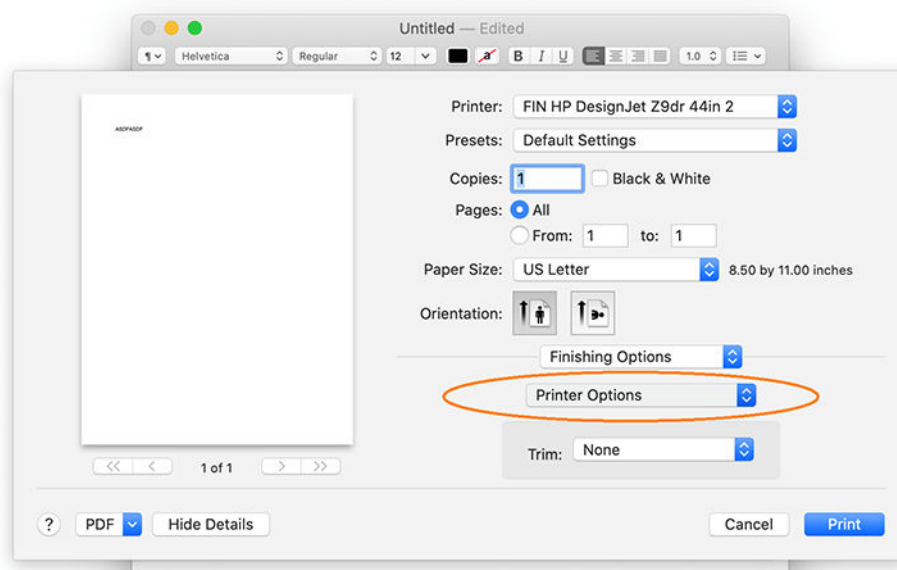 Untitled — Edited
¶ Helvetica Regular 12 a B I U 1.0
ASDFASDF
Printer: FIN HP DesignJet Z9dr 44in 2
Presets: Default Settings
Copies: 1 Black & White
Pages: All
From: 1 to: 1
Paper Size: US Letter 8.50 by 11.00 inches
Orientation:
Finishing Options
Printer Options
Trim: None
<< < 1 of 1 > >>
? PDF Hide Details Cancel Print